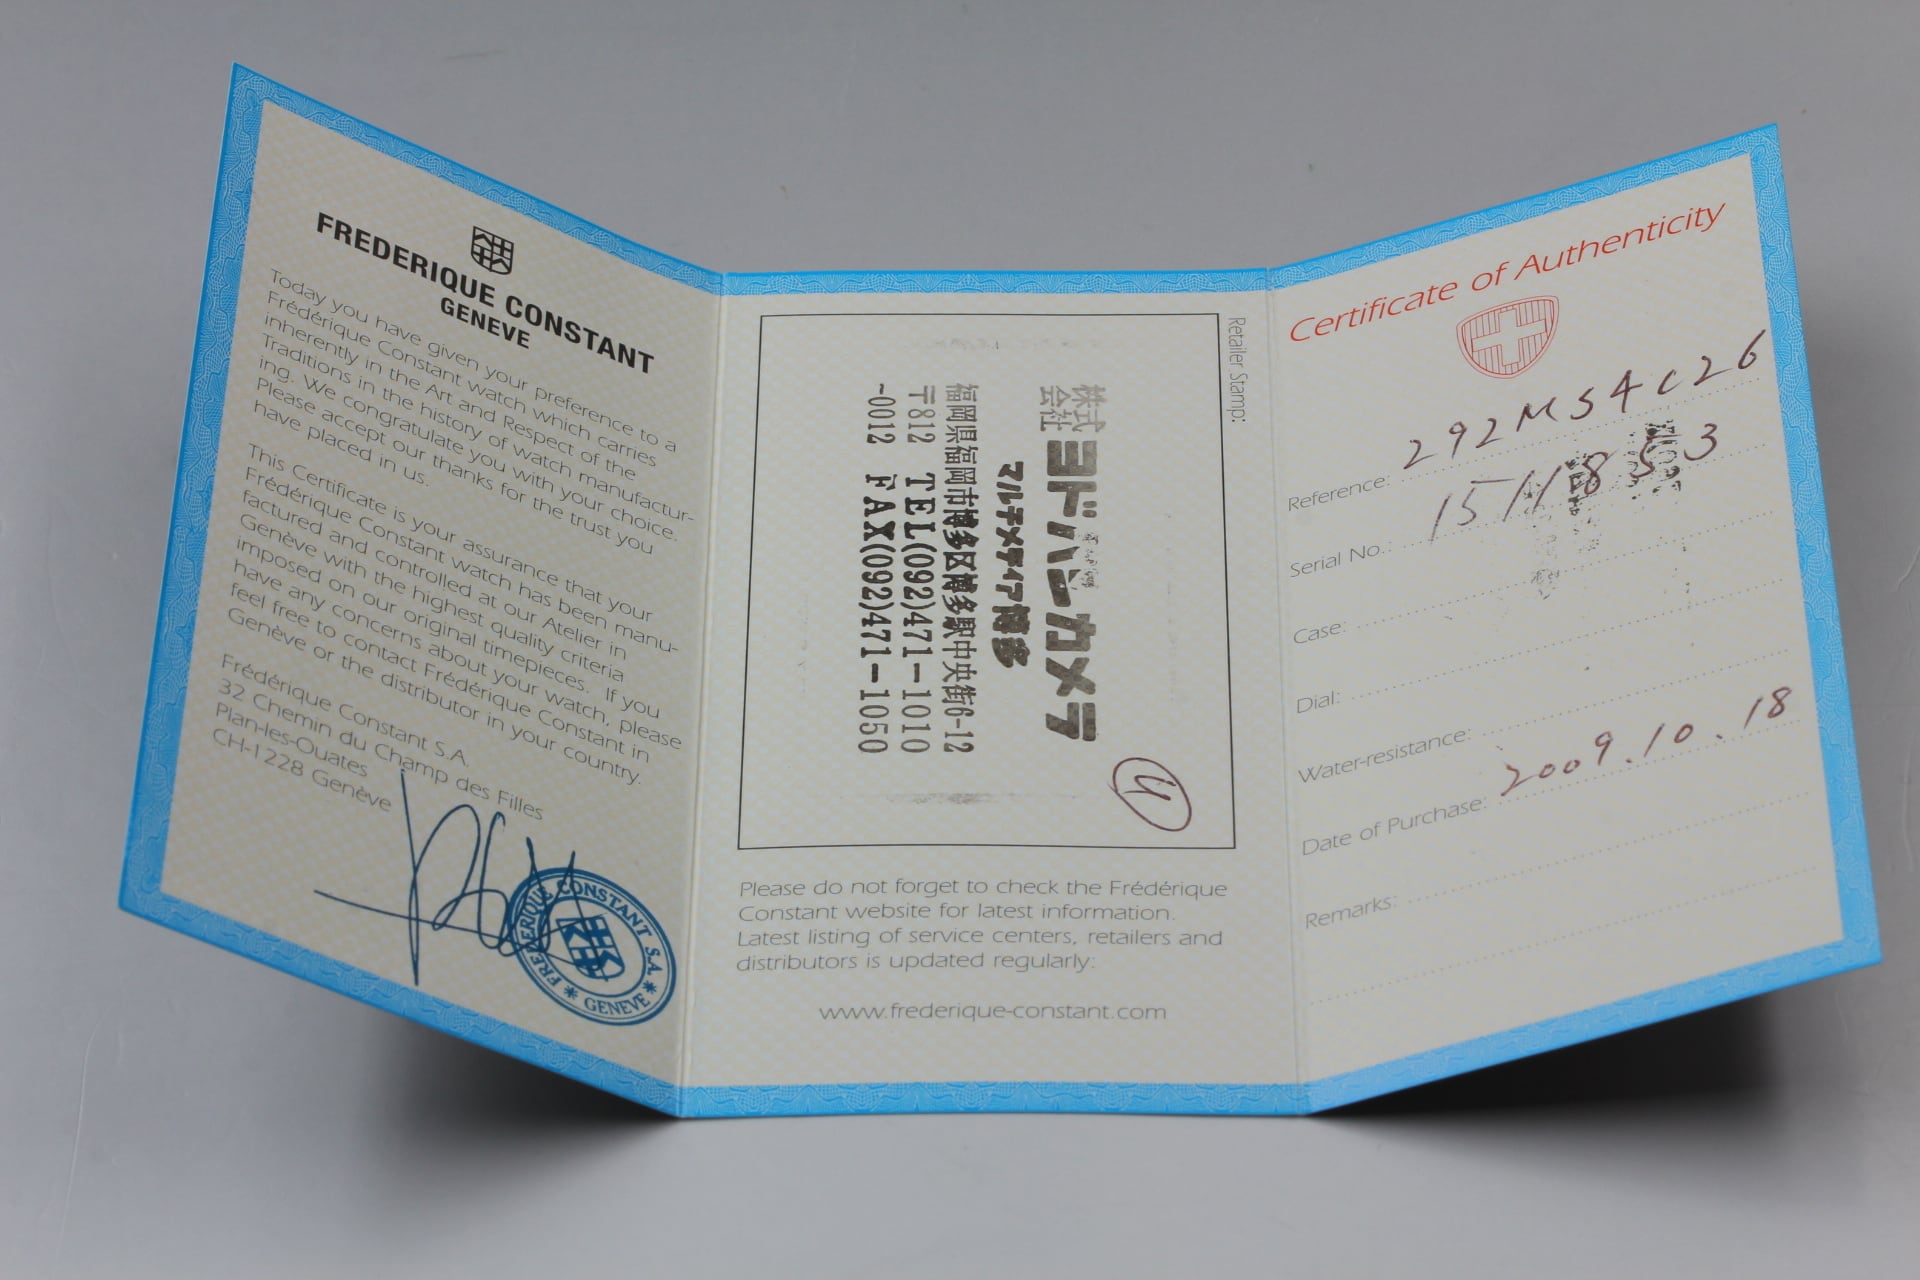 FREDERIQUE CONSTANT
GENEVE
Today you have given your preference to a
Frédérique Constant watch which carries
inherently in the Art and Respect of the
Traditions in the history of watch manufactur-
ing. We congratulate you with your choice.
Please accept our thanks for the trust you
have placed in us.
This Certificate is your assurance that your
Frédérique Constant watch has been manu-
factured and controlled at our Atelier in
Genève with the highest quality criteria
imposed on our original timepieces. If you
have any concerns about your watch, please
feel free to contact Frédérique Constant in
Genève or the distributor in your country.
Frédérique Constant S.A.
32 Chemin du Champ des Filles
Plan-les-Ouates
CH-1228 Genève
FREDERIQUE CONSTANT S.A. * GENEVE *
Retailer Stamp:
株式会社 ヨドバシカメラ
マルチメディア博多
福岡県福岡市博多区博多駅中央街6-12
〒812 TEL(092)471-1010
-0012 FAX(092)471-1050
4
Please do not forget to check the Frédérique
Constant website for latest information.
Latest listing of service centers, retailers and
distributors is updated regularly:
www.frederique-constant.com
Certificate of Authenticity
Reference: 292MS4C26
Serial No.: 1511853
Case:
Dial:
Water-resistance:
Date of Purchase: 2009.10.18
Remarks: